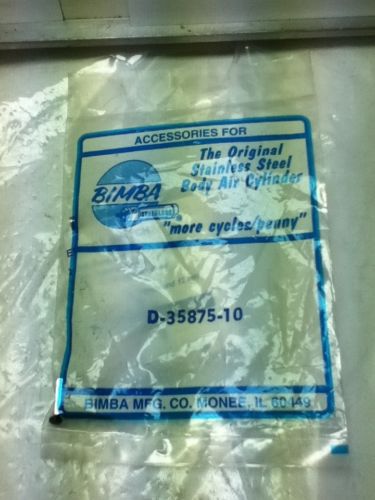 ACCESSORIES FOR
The Original
Stainless Steel
Body Air Cylinder
BIMBA
®
"more cycles/penny"
D-35875-10
BIMBA MFG. CO. MONEE, IL 60449